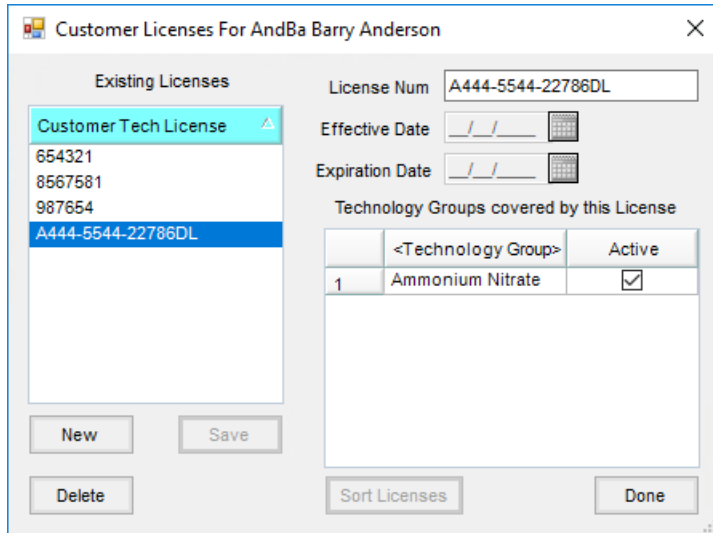 Customer Licenses For AndBa Barry Anderson
Existing Licenses
Customer Tech License
654321
8567581
987654
A444-5544-22786DL
New
Save
Delete
License Num A444-5544-22786DL
Effective Date __/__/____
Expiration Date __/__/____
Technology Groups covered by this License
<Technology Group> Active
1 Ammonium Nitrate
Sort Licenses
Done